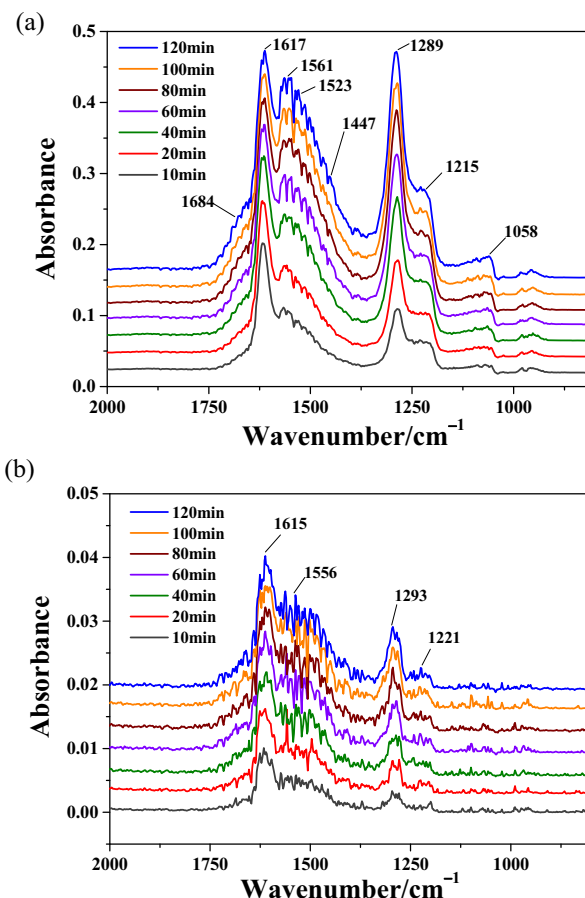 (a)
0.5
0.4
0.3
0.2
0.1
0.0
Absorbance
120min
100min
80min
60min
40min
20min
10min
1617
1561
1523
1447
1684
1289
1215
1058
2000 1750 1500 1250 1000
Wavenumber/cm⁻¹
(b)
0.05
0.04
0.03
0.02
0.01
0.00
Absorbance
120min
100min
80min
60min
40min
20min
10min
1615
1556
1293
1221
2000 1750 1500 1250 1000
Wavenumber/cm⁻¹